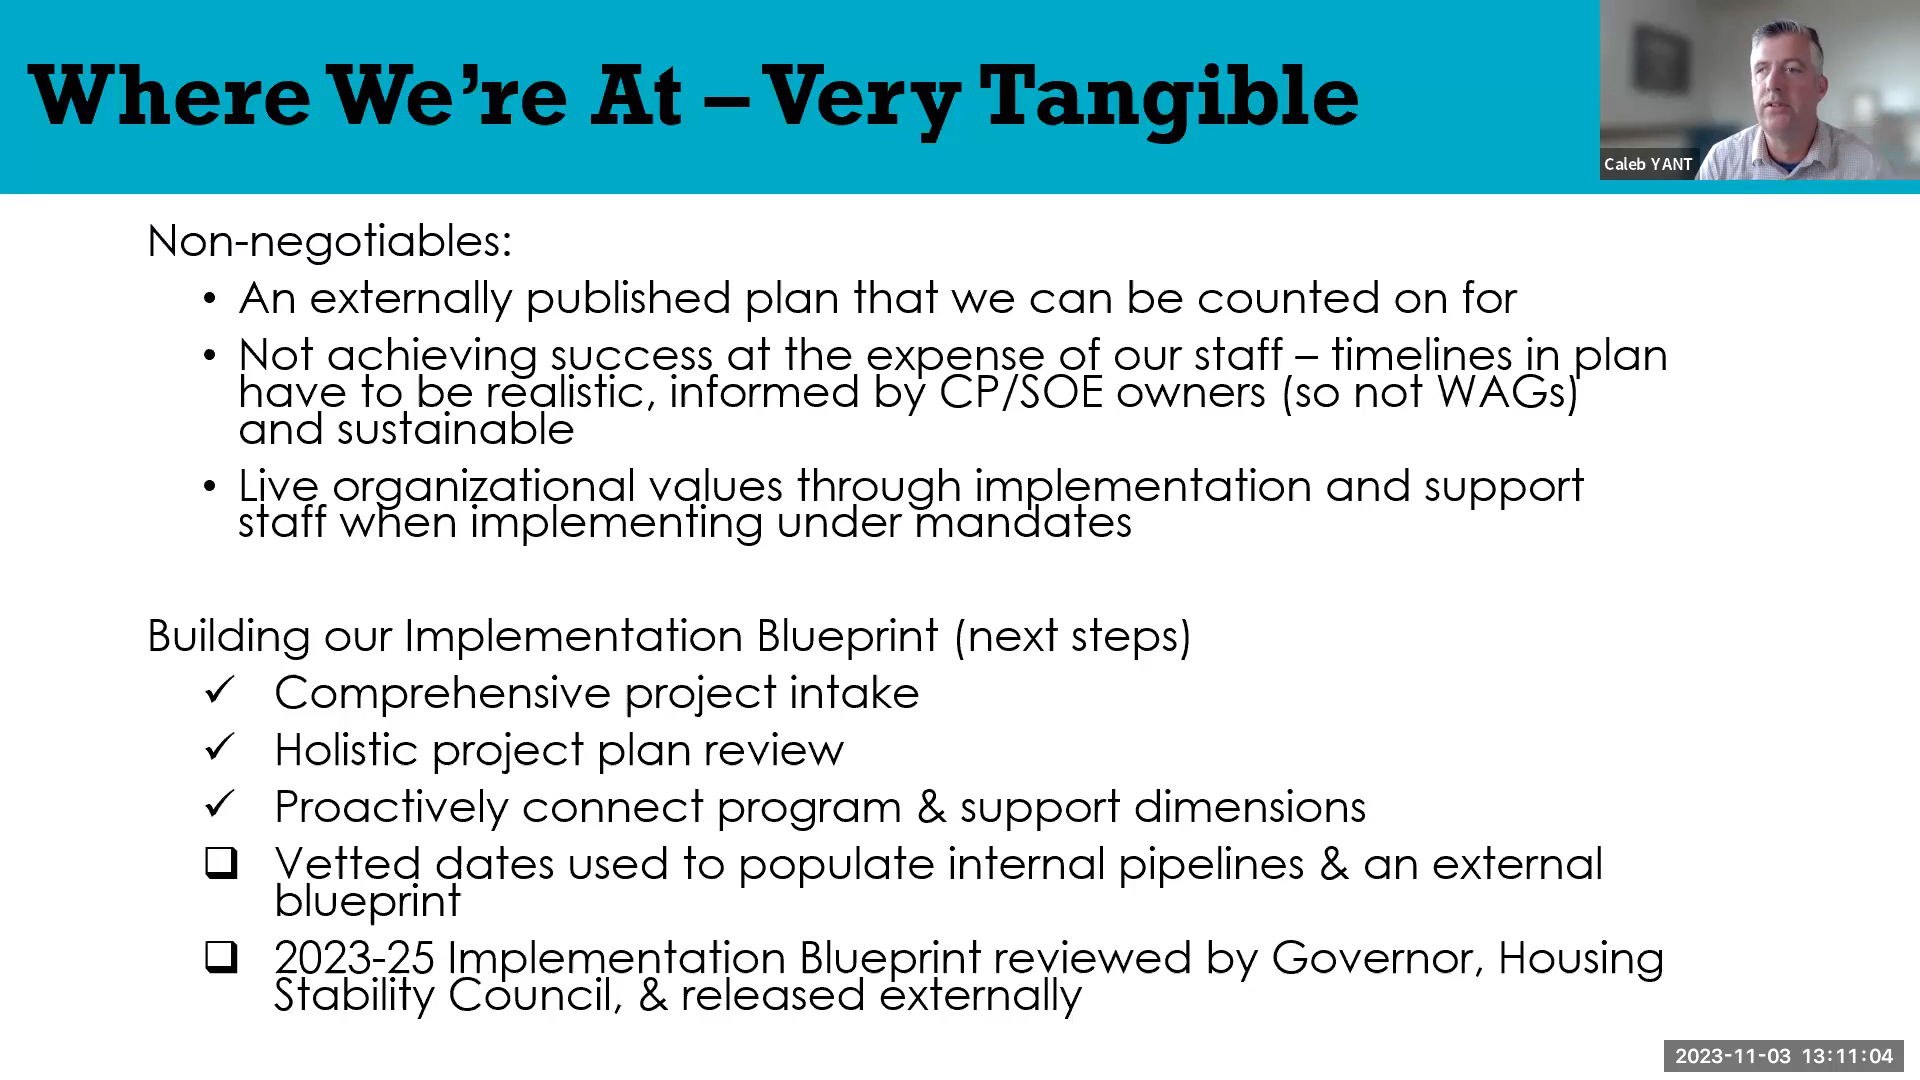 Where We're At – Very Tangible
Caleb YANT
Non-negotiables:
• An externally published plan that we can be counted on for
• Not achieving success at the expense of our staff – timelines in plan
have to be realistic, informed by CP/SOE owners (so not WAGs)
and sustainable
• Live organizational values through implementation and support
staff when implementing under mandates
Building our Implementation Blueprint (next steps)
✓ Comprehensive project intake
✓ Holistic project plan review
✓ Proactively connect program & support dimensions
❑ Vetted dates used to populate internal pipelines & an external
blueprint
❑ 2023-25 Implementation Blueprint reviewed by Governor, Housing
Stability Council, & released externally
2023-11-03 13:11:04